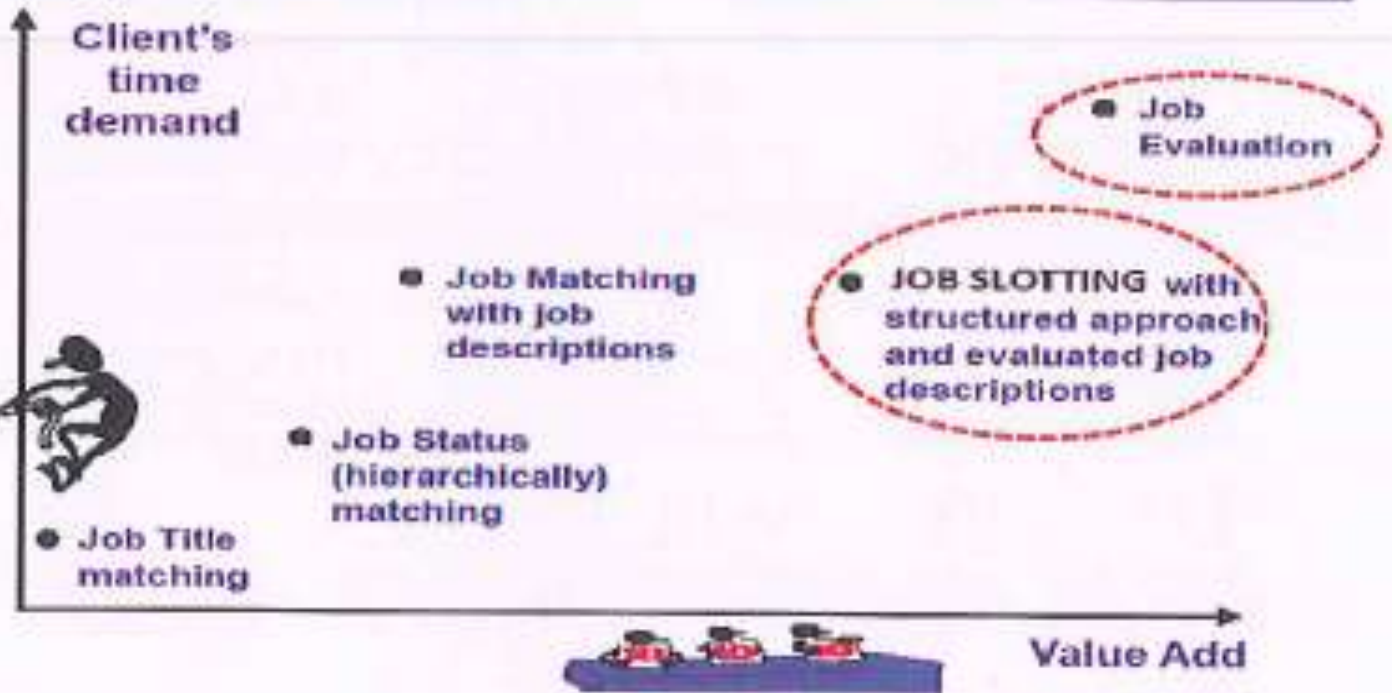 Client's
time
demand
Job
Evaluation
Job Matching
with job
descriptions
JOB SLOTTING with
structured approach
and evaluated job
descriptions
Job Status
(hierarchically)
matching
Job Title
matching
Value Add